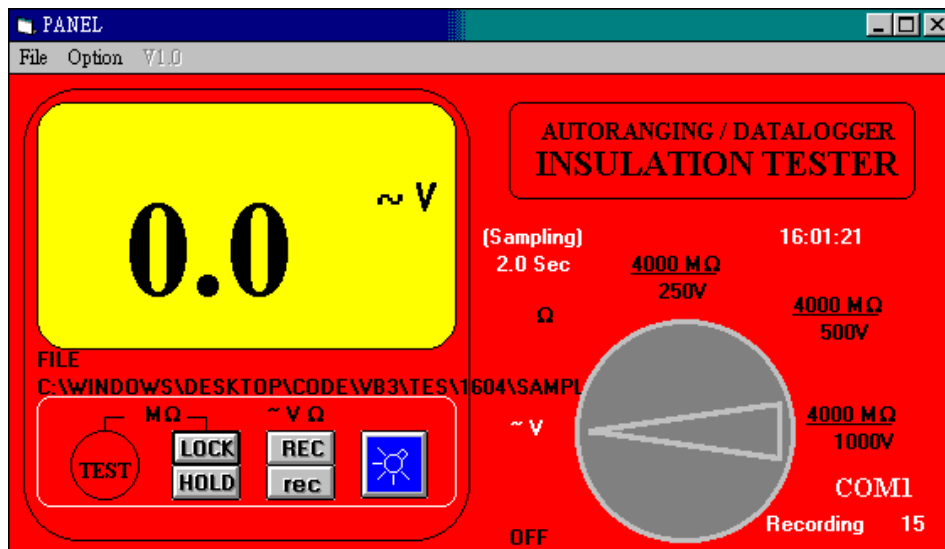 PANEL
File Option V1.0
AUTORANGING / DATALOGGER
INSULATION TESTER
~ V
0.0
(Sampling)
2.0 Sec
16:01:21
4000 MΩ
250V
Ω
4000 MΩ
500V
FILE
C:\WINDOWS\DESKTOP\CODE\VB3\TES\1604\SAMPL
MΩ ~ V Ω
~ V
4000 MΩ
1000V
LOCK REC
TEST
HOLD rec
COM1
Recording 15
OFF